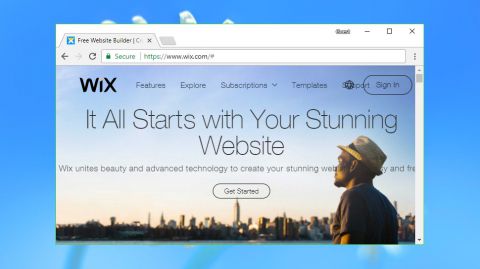 Guest
Free Website Builder | Cr
Secure https://www.wix.com/#
WiX Features Explore Subscriptions Templates Support Sign In
It All Starts with Your Stunning
Website
Wix unites beauty and advanced technology to create your stunning web y and fre
Get Started